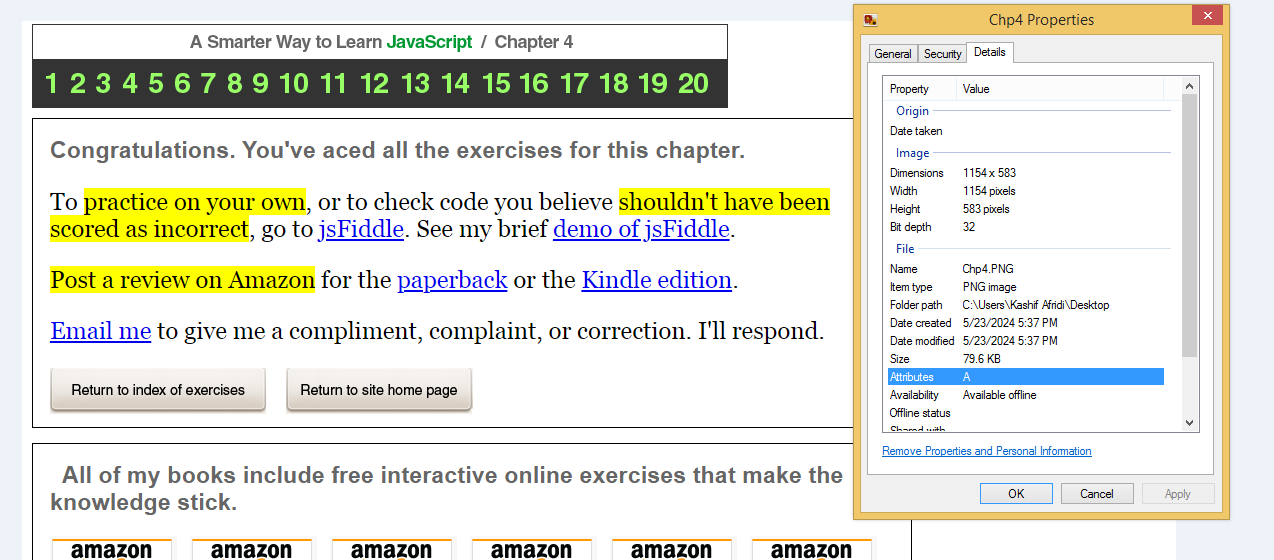 A Smarter Way to Learn JavaScript / Chapter 4
1 2 3 4 5 6 7 8 9 10 11 12 13 14 15 16 17 18 19 20
Congratulations. You've aced all the exercises for this chapter.
To practice on your own, or to check code you believe shouldn't have been
scored as incorrect, go to jsFiddle. See my brief demo of jsFiddle.
Post a review on Amazon for the paperback or the Kindle edition.
Email me to give me a compliment, complaint, or correction. I'll respond.
Return to index of exercises Return to site home page
All of my books include free interactive online exercises that make the
knowledge stick.
amazon amazon amazon amazon amazon amazon
Chp4 Properties
General Security Details
Property Value
Origin
Date taken
Image
Dimensions 1154 x 583
Width 1154 pixels
Height 583 pixels
Bit depth 32
File
Name Chp4.PNG
Item type PNG image
Folder path C:\Users\Kashif Afridi\Desktop
Date created 5/23/2024 5:37 PM
Date modified 5/23/2024 5:37 PM
Size 79.6 KB
Attributes A
Availability Available offline
Offline status
Shared with
Remove Properties and Personal Information
OK Cancel Apply